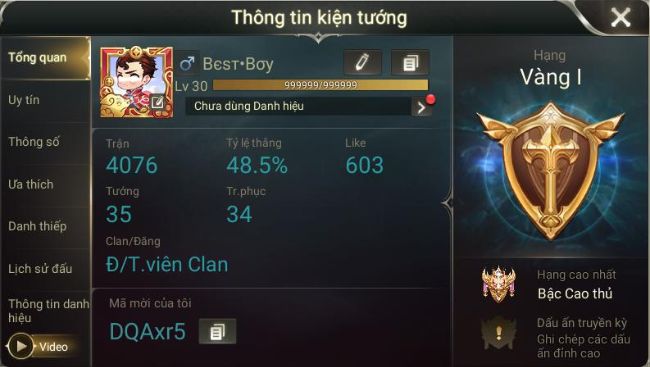 Thông tin kiện tướng
Tổng quan
Uy tín
Thông số
Ưa thích
Danh thiếp
Lịch sử đấu
Thông tin danh
hiệu
Video
♂ Bєѕт•Bσy
Lv 30 999999/999999
Chưa dùng Danh hiệu
Trận Tỷ lệ thắng Like
4076 48.5% 603
Tướng Tr.phục
35 34
Clan/Đăng
Đ/T.viên Clan
Mã mời của tôi
DQAxr5
Hạng
Vàng I
Hạng cao nhất
Bậc Cao thủ
Dấu ấn truyền kỳ
Ghi chép các dấu
ấn đỉnh cao